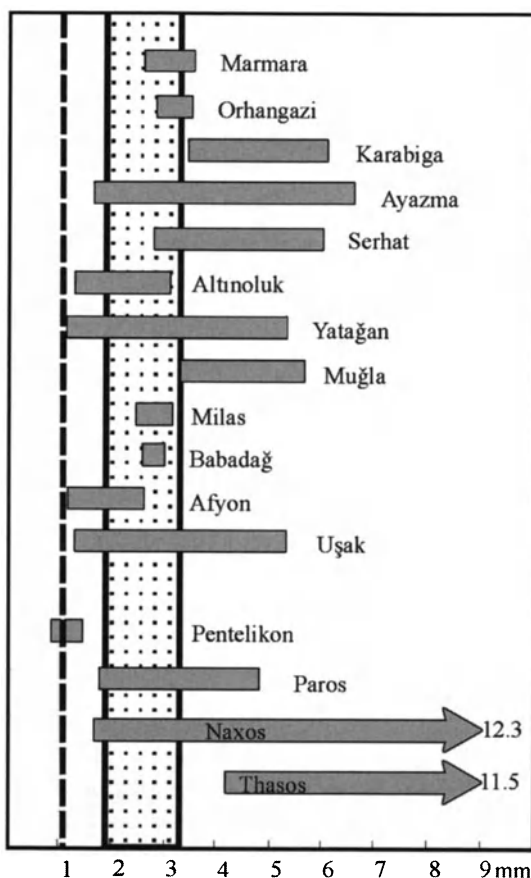 Marmara
Orhangazi
Karabiga
Ayazma
Serhat
Altınoluk
Yatağan
Muğla
Milas
Babadağ
Afyon
Uşak
Pentelikon
Paros
Naxos 12.3
Thasos 11.5
1 2 3 4 5 6 7 8 9 mm